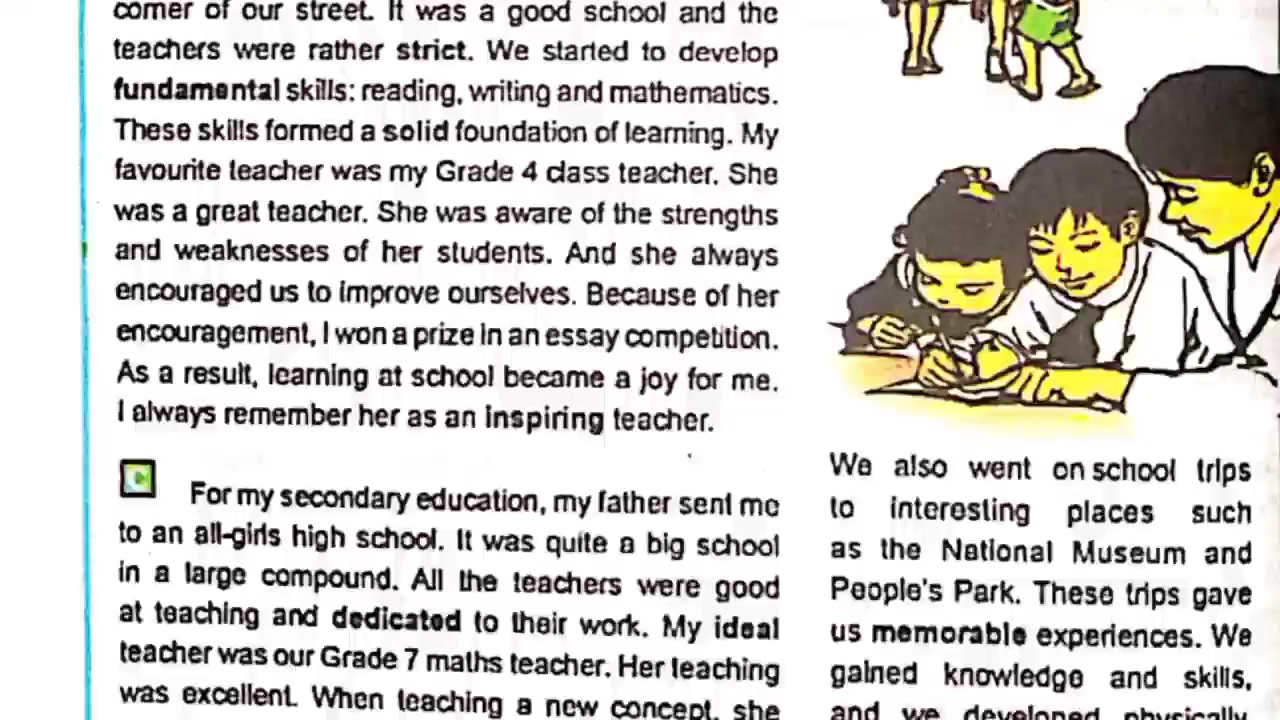 corner of our street. It was a good school and the
teachers were rather strict. We started to develop
fundamental skills: reading, writing and mathematics.
These skills formed a solid foundation of learning. My
favourite teacher was my Grade 4 class teacher. She
was a great teacher. She was aware of the strengths
and weaknesses of her students. And she always
encouraged us to improve ourselves. Because of her
encouragement, I won a prize in an essay competition.
As a result, learning at school became a joy for me.
I always remember her as an inspiring teacher.
C For my secondary education, my father sent me
to an all-girls high school. It was quite a big school
in a large compound. All the teachers were good
at teaching and dedicated to their work. My ideal
teacher was our Grade 7 maths teacher. Her teaching
was excellent. When teaching a new concept, she
We also went on school trips
to interesting places such
as the National Museum and
People's Park. These trips gave
us memorable experiences. We
gained knowledge and skills,
and we developed physically,